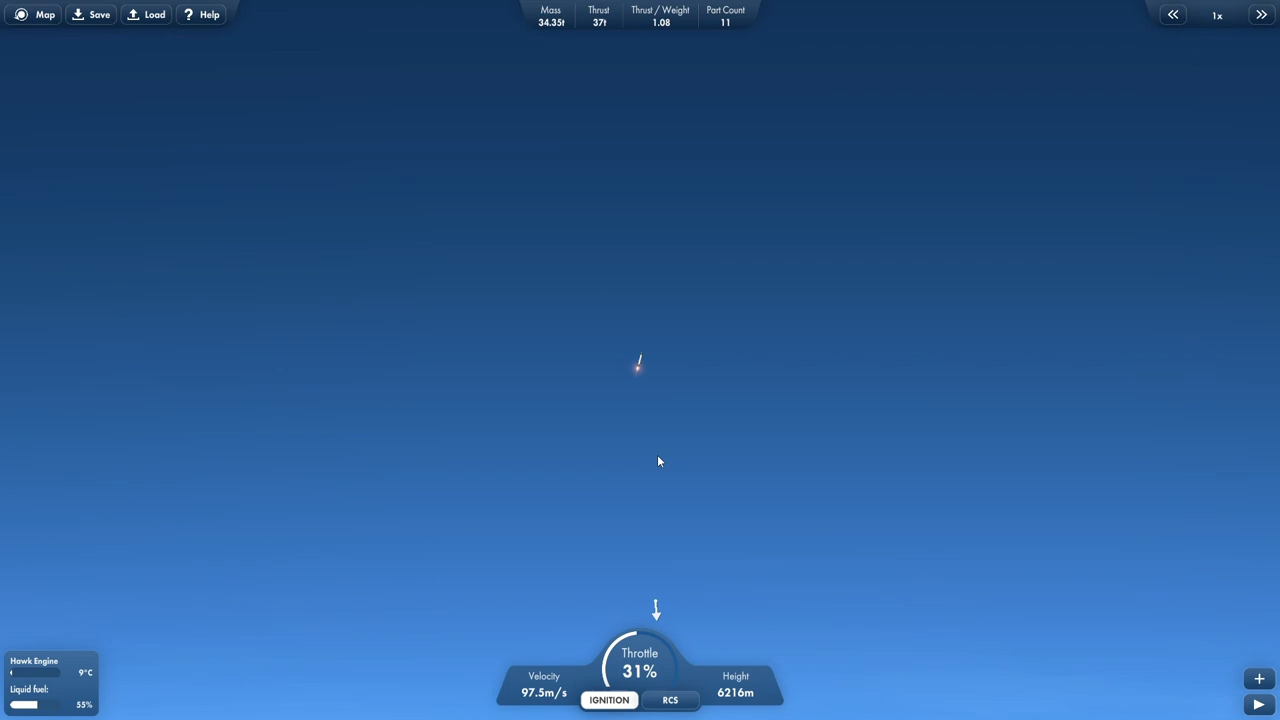 Map
Save
Load
? Help
Mass
34.35t
Thrust
37t
Thrust / Weight
1.08
Part Count
11
1x
Throttle
31%
Velocity
97.5m/s
Height
6216m
IGNITION
RCS
Hawk Engine
9°C
Liquid fuel:
55%